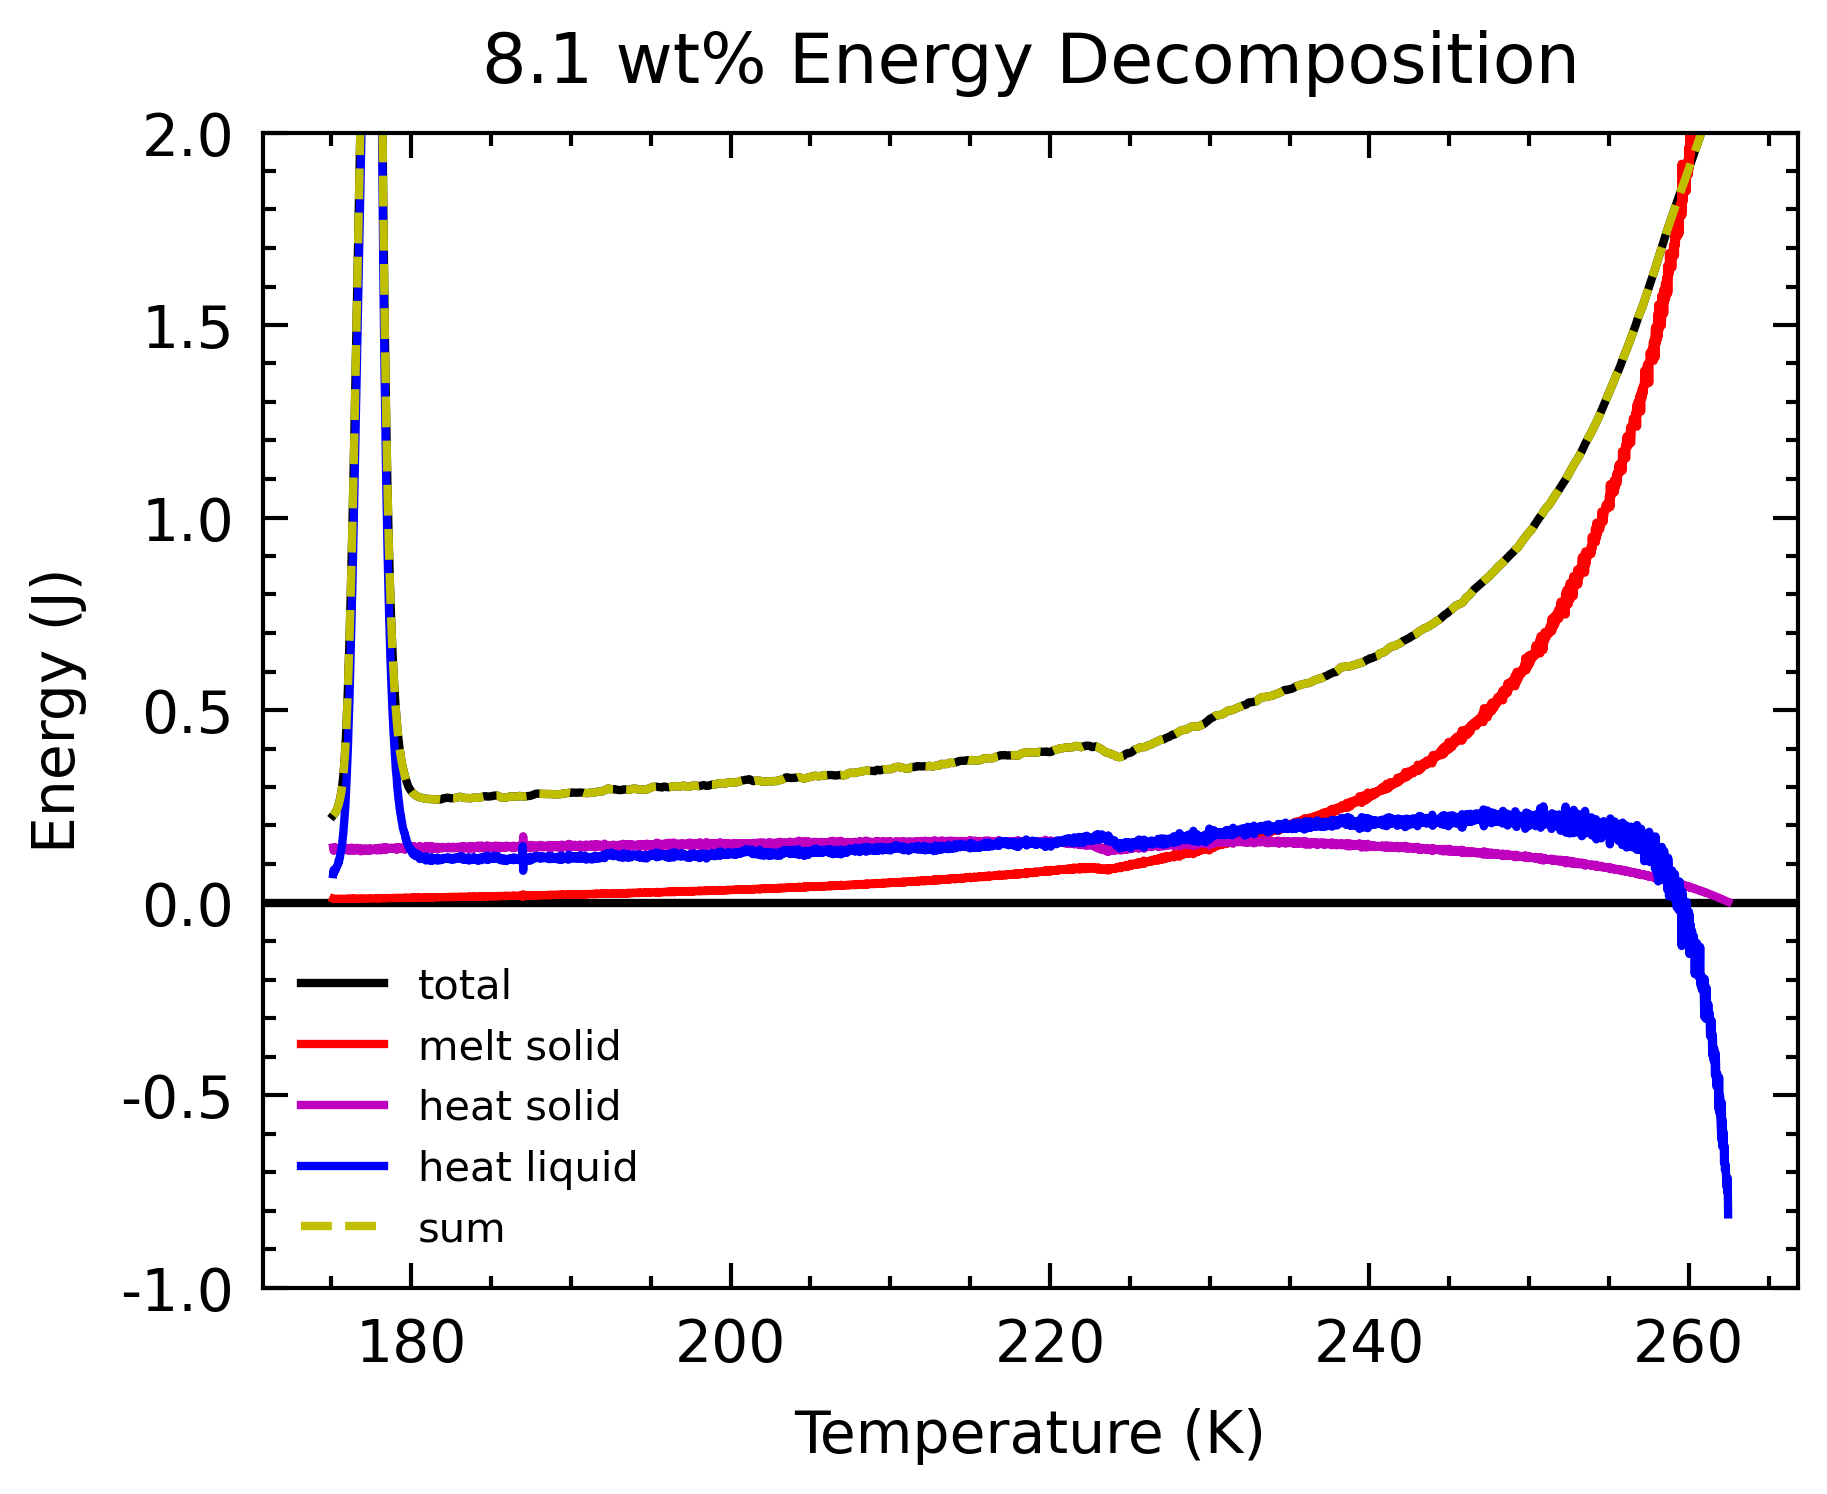 8.1 wt% Energy Decomposition
2.0
1.5
1.0
0.5
0.0
-0.5
-1.0
Energy (J)
total
melt solid
heat solid
heat liquid
sum
180 200 220 240 260
Temperature (K)